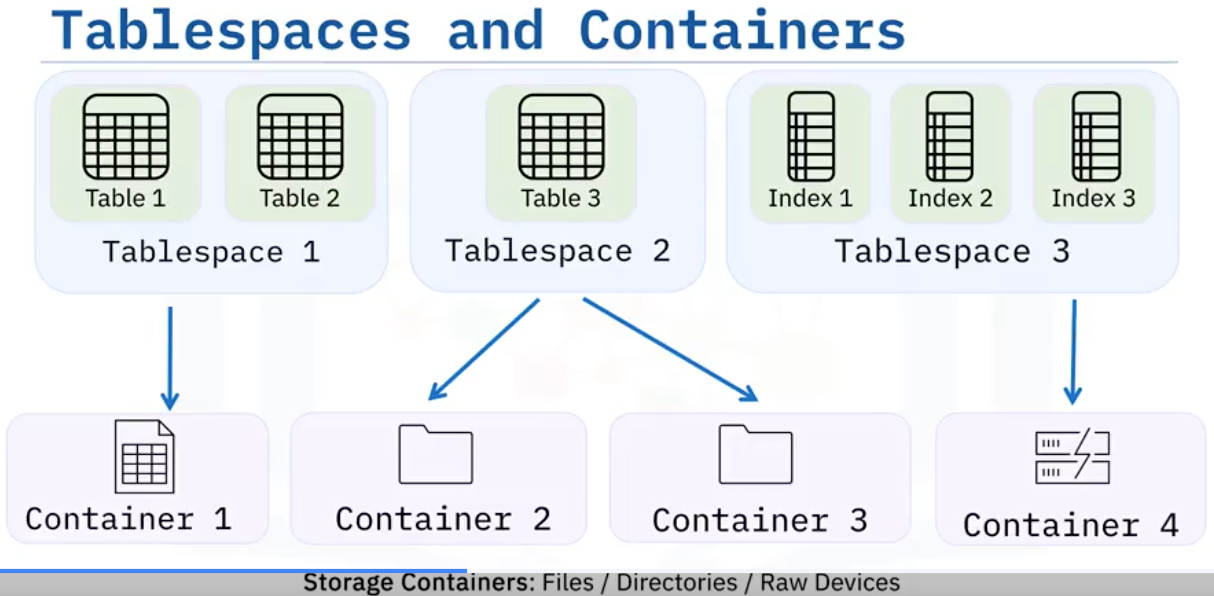 Tablespaces and Containers
Table 1
Table 2
Table 3
Index 1
Index 2
Index 3
Tablespace 1
Tablespace 2
Tablespace 3
Container 1
Container 2
Container 3
Container 4
Storage Containers: Files / Directories / Raw Devices